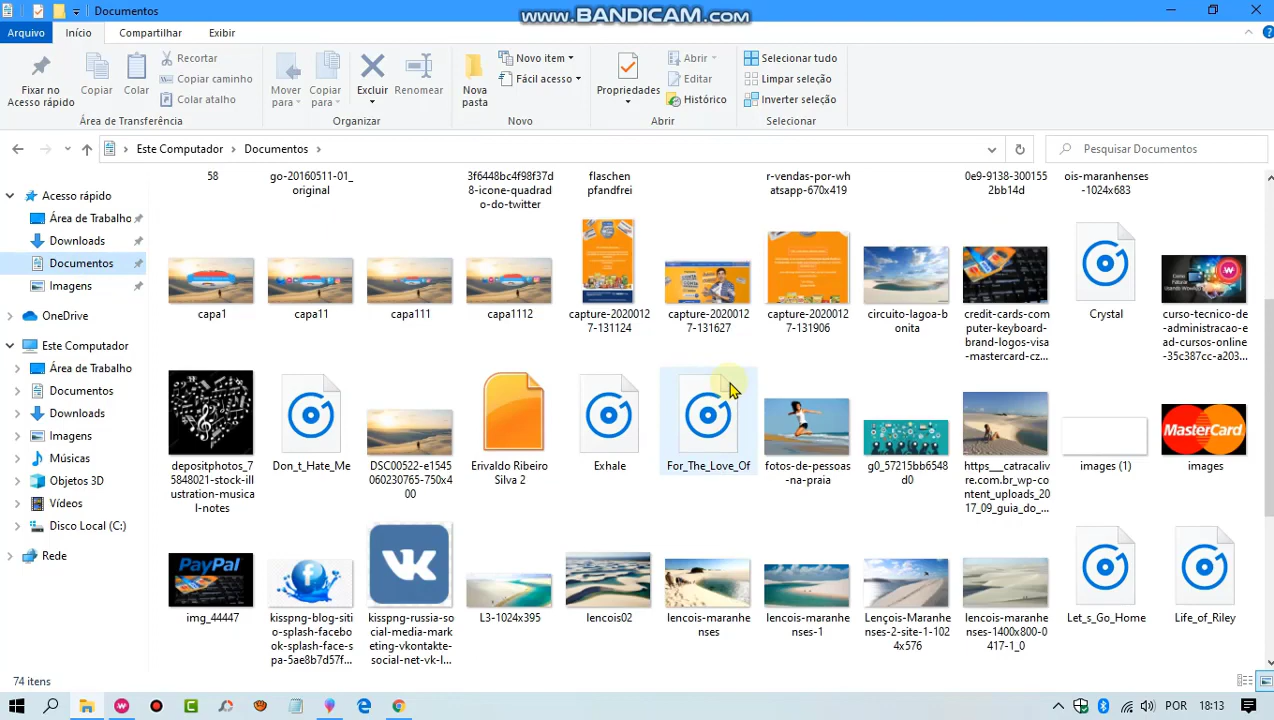 Documentos
www.BANDICAM.com
Arquivo
Início
Compartilhar
Exibir
Fixar no
Acesso rápido
Copiar
Colar
Recortar
Copiar caminho
Colar atalho
Área de Transferência
Mover
para
Copiar
para
Excluir
Renomear
Organizar
Nova
pasta
Novo item
Fácil acesso
Novo
Propriedades
Abrir
Editar
Histórico
Abrir
Selecionar tudo
Limpar seleção
Inverter seleção
Selecionar
Este Computador
Documentos
Pesquisar Documentos
Acesso rápido
Área de Trabalho
Downloads
Documentos
Imagens
OneDrive
Este Computador
Área de Trabalho
Documentos
Downloads
Imagens
Músicas
Objetos 3D
Vídeos
Disco Local (C:)
Rede
58
go-20160511-01_
original
3f6448bc4f98f37d
8-icone-quadrad
o-do-twitter
flaschen
pfandfrei
r-vendas-por-wh
atsapp-670x419
0e9-9138-300155
2bb14d
ois-maranhenses
-1024x683
capa1
capa11
capa111
capa1112
capture-2020012
7-131124
capture-2020012
7-131627
capture-2020012
7-131906
circuito-lagoa-b
onita
credit-cards-com
puter-keyboard-
brand-logos-visa
-mastercard-cz...
Crystal
curso-tecnico-de
-administracao-e
ad-cursos-online
-35c387cc-a203...
depositphotos_7
5848021-stock-ill
ustration-musica
l-notes
Don_t_Hate_Me
DSC00522-e1545
060230765-750x4
00
Erivaldo Ribeiro
Silva 2
Exhale
For_The_Love_Of
fotos-de-pessoas
-na-praia
g0_57215bb6548
d0
https___catracali
vre.com.br_wp-co
ntent_uploads_20
17_09_guia_do_...
images (1)
MasterCard
images
PayPal
img_44447
kisspng-blog-siti
o-splash-facebo
ok-splash-face-s
pa-5ae8b7d57f...
kisspng-russia-so
cial-media-mark
eting-vkontakte-
social-net-vk-l...
L3-1024x395
lencois02
lencois-maranhe
nses
lencois-maranhe
nses-1
Lençois-Maranhe
nses-2-site-1-102
4x576
lencois-maranhe
nses-1400x800-0
417-1_0
Let_s_Go_Home
Life_of_Riley
74 itens
POR
18:13